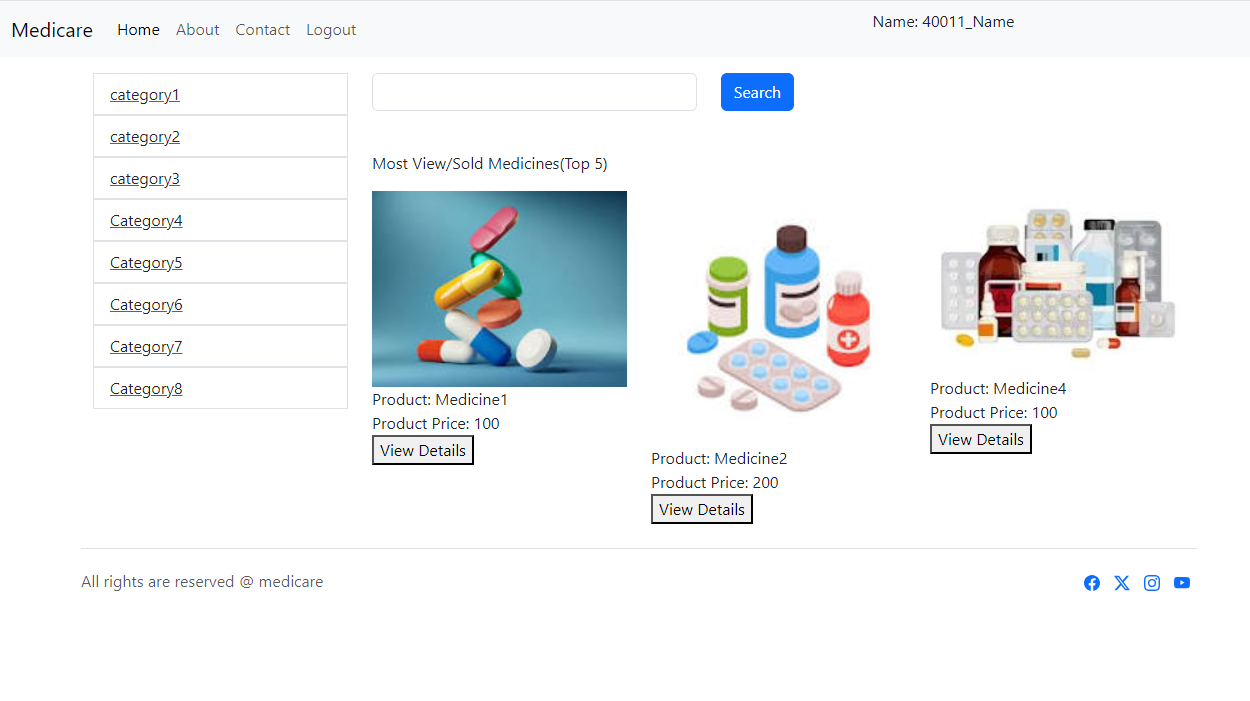 Medicare Home About Contact Logout Name: 40011_Name
category1
category2
category3
Category4
Category5
Category6
Category7
Category8
Search
Most View/Sold Medicines(Top 5)
Product: Medicine1
Product Price: 100
View Details
Product: Medicine2
Product Price: 200
View Details
Product: Medicine4
Product Price: 100
View Details
All rights are reserved @ medicare